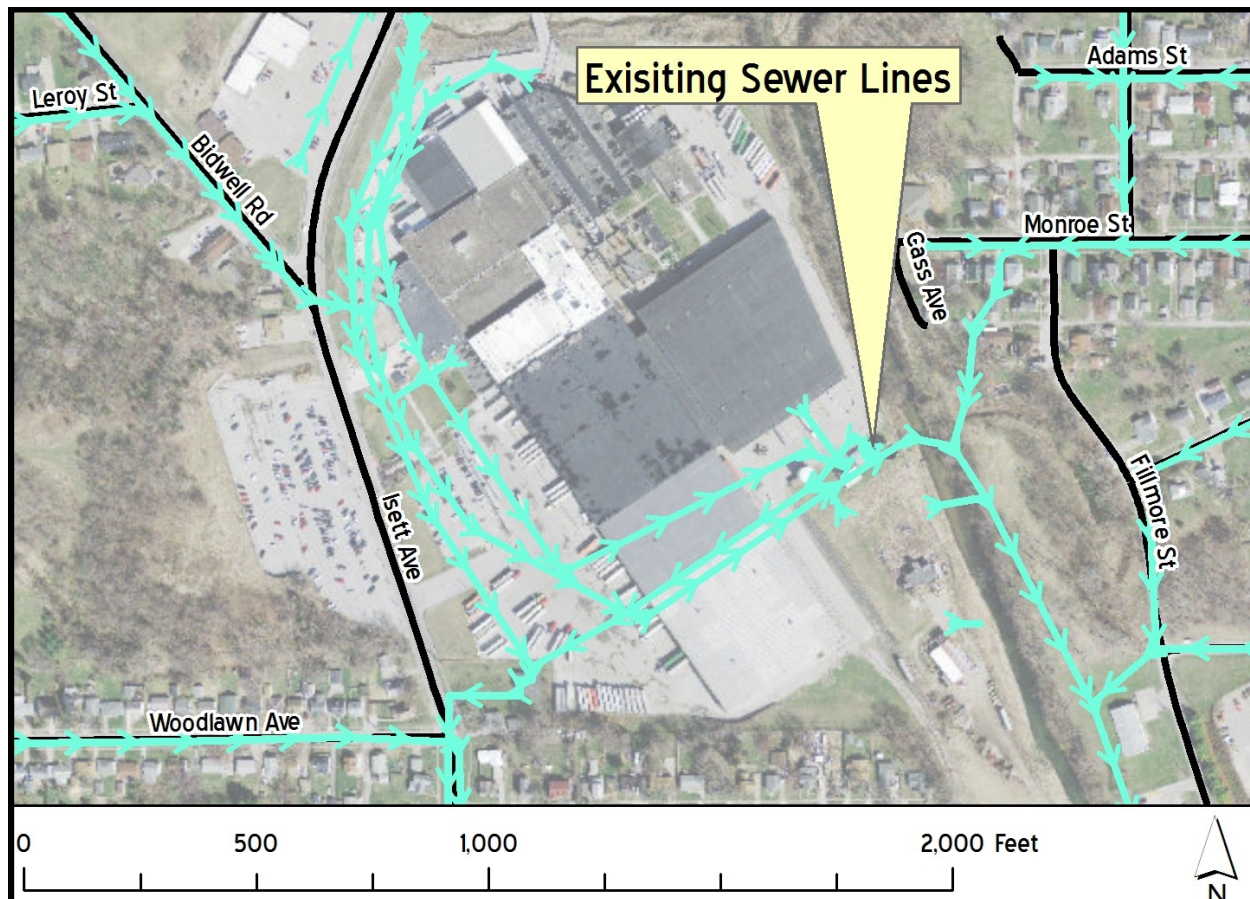 Exisiting Sewer Lines
Adams St
Leroy St
Bidwell Rd
Monroe St
Cass Ave
Isett Ave
Fillmore St
Woodlawn Ave
0 500 1,000 2,000 Feet
N